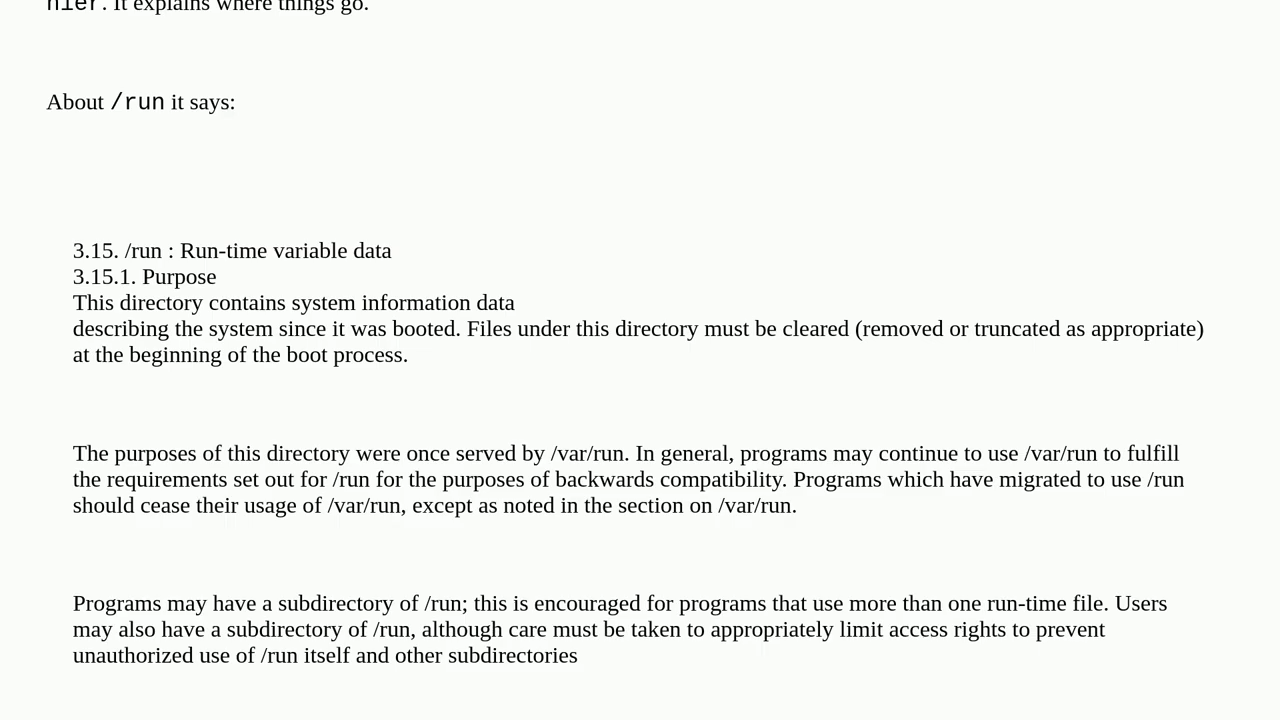 hier. It explains where things go.
About /run it says:
3.15. /run : Run-time variable data
3.15.1. Purpose
This directory contains system information data
describing the system since it was booted. Files under this directory must be cleared (removed or truncated as appropriate)
at the beginning of the boot process.
The purposes of this directory were once served by /var/run. In general, programs may continue to use /var/run to fulfill
the requirements set out for /run for the purposes of backwards compatibility. Programs which have migrated to use /run
should cease their usage of /var/run, except as noted in the section on /var/run.
Programs may have a subdirectory of /run; this is encouraged for programs that use more than one run-time file. Users
may also have a subdirectory of /run, although care must be taken to appropriately limit access rights to prevent
unauthorized use of /run itself and other subdirectories